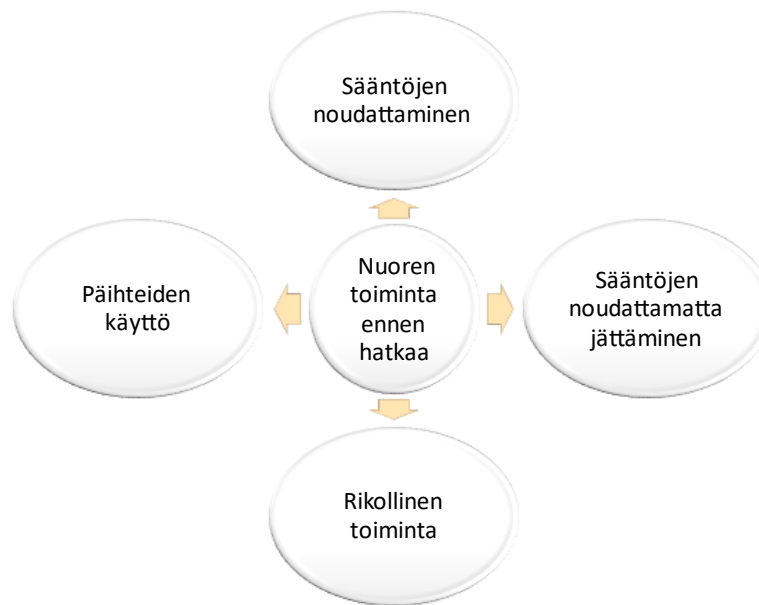 Sääntöjen
noudattaminen
Päihteiden
käyttö
Nuoren
toiminta
ennen
hatkaa
Sääntöjen
noudattamatta
jättäminen
Rikollinen
toiminta